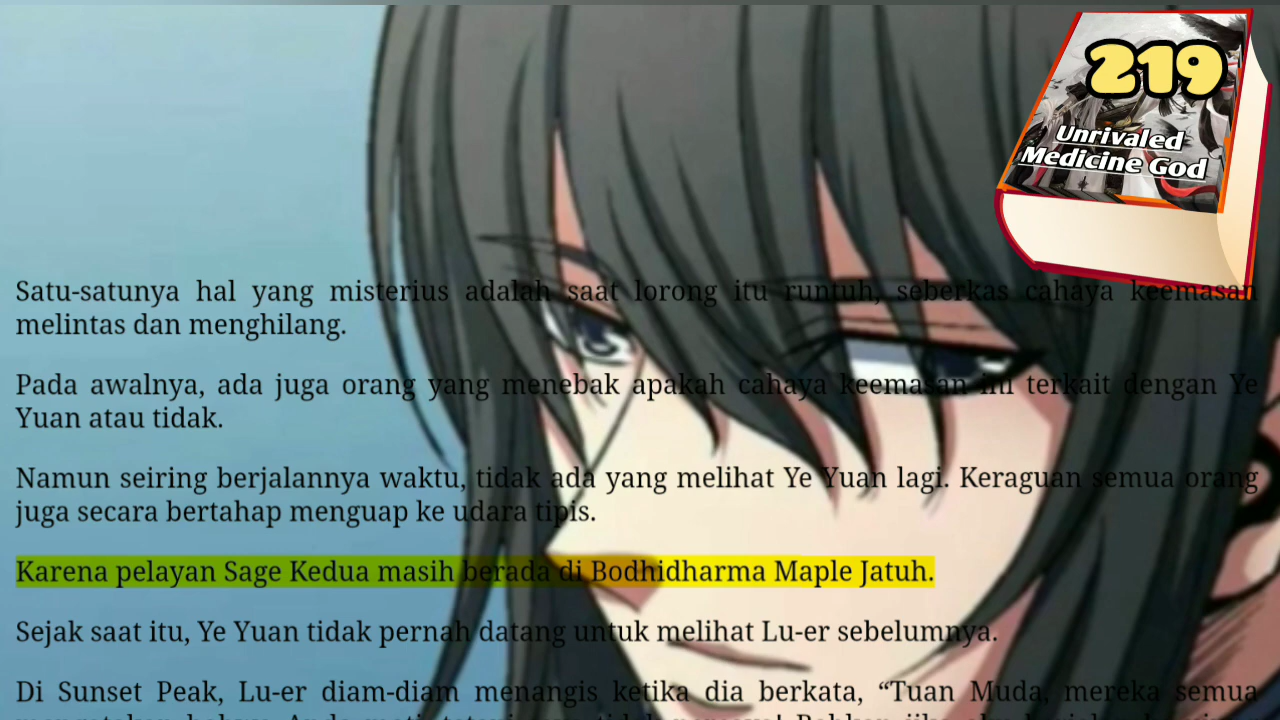 219
Unrivaled
Medicine God
Satu-satunya hal yang misterius adalah saat lorong itu runtuh, seberkas cahaya keemasan
melintas dan menghilang.
Pada awalnya, ada juga orang yang menebak apakah cahaya keemasan ini terkait dengan Ye
Yuan atau tidak.
Namun seiring berjalannya waktu, tidak ada yang melihat Ye Yuan lagi. Keraguan semua orang
juga secara bertahap menguap ke udara tipis.
Karena pelayan Sage Kedua masih berada di Bodhidharma Maple Jatuh.
Sejak saat itu, Ye Yuan tidak pernah datang untuk melihat Lu-er sebelumnya.
Di Sunset Peak, Lu-er diam-diam menangis ketika dia berkata, “Tuan Muda, mereka semua